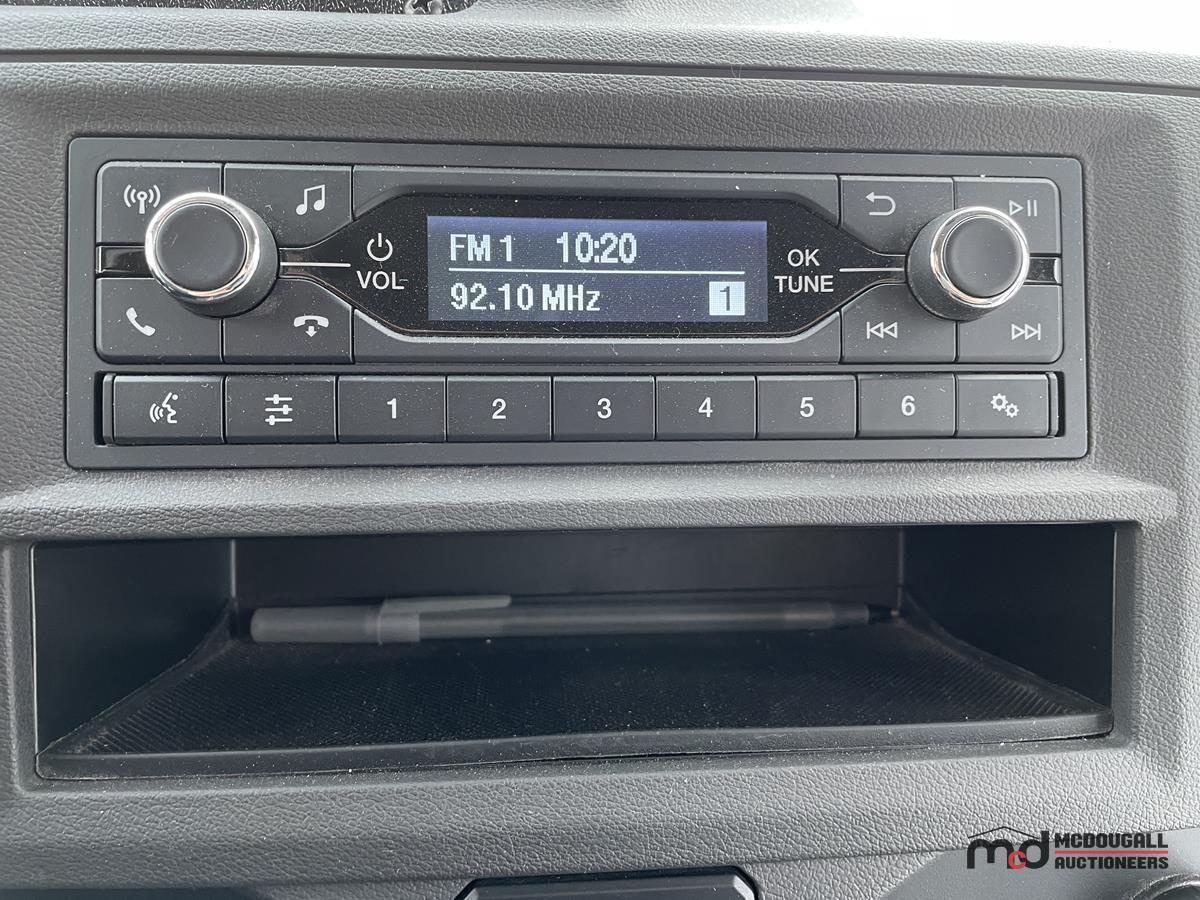 FM 1 10:20
92.10 MHz 1
VOL
OK
TUNE
1 2 3 4 5 6
mcd MCDOUGALL
AUCTIONEERS